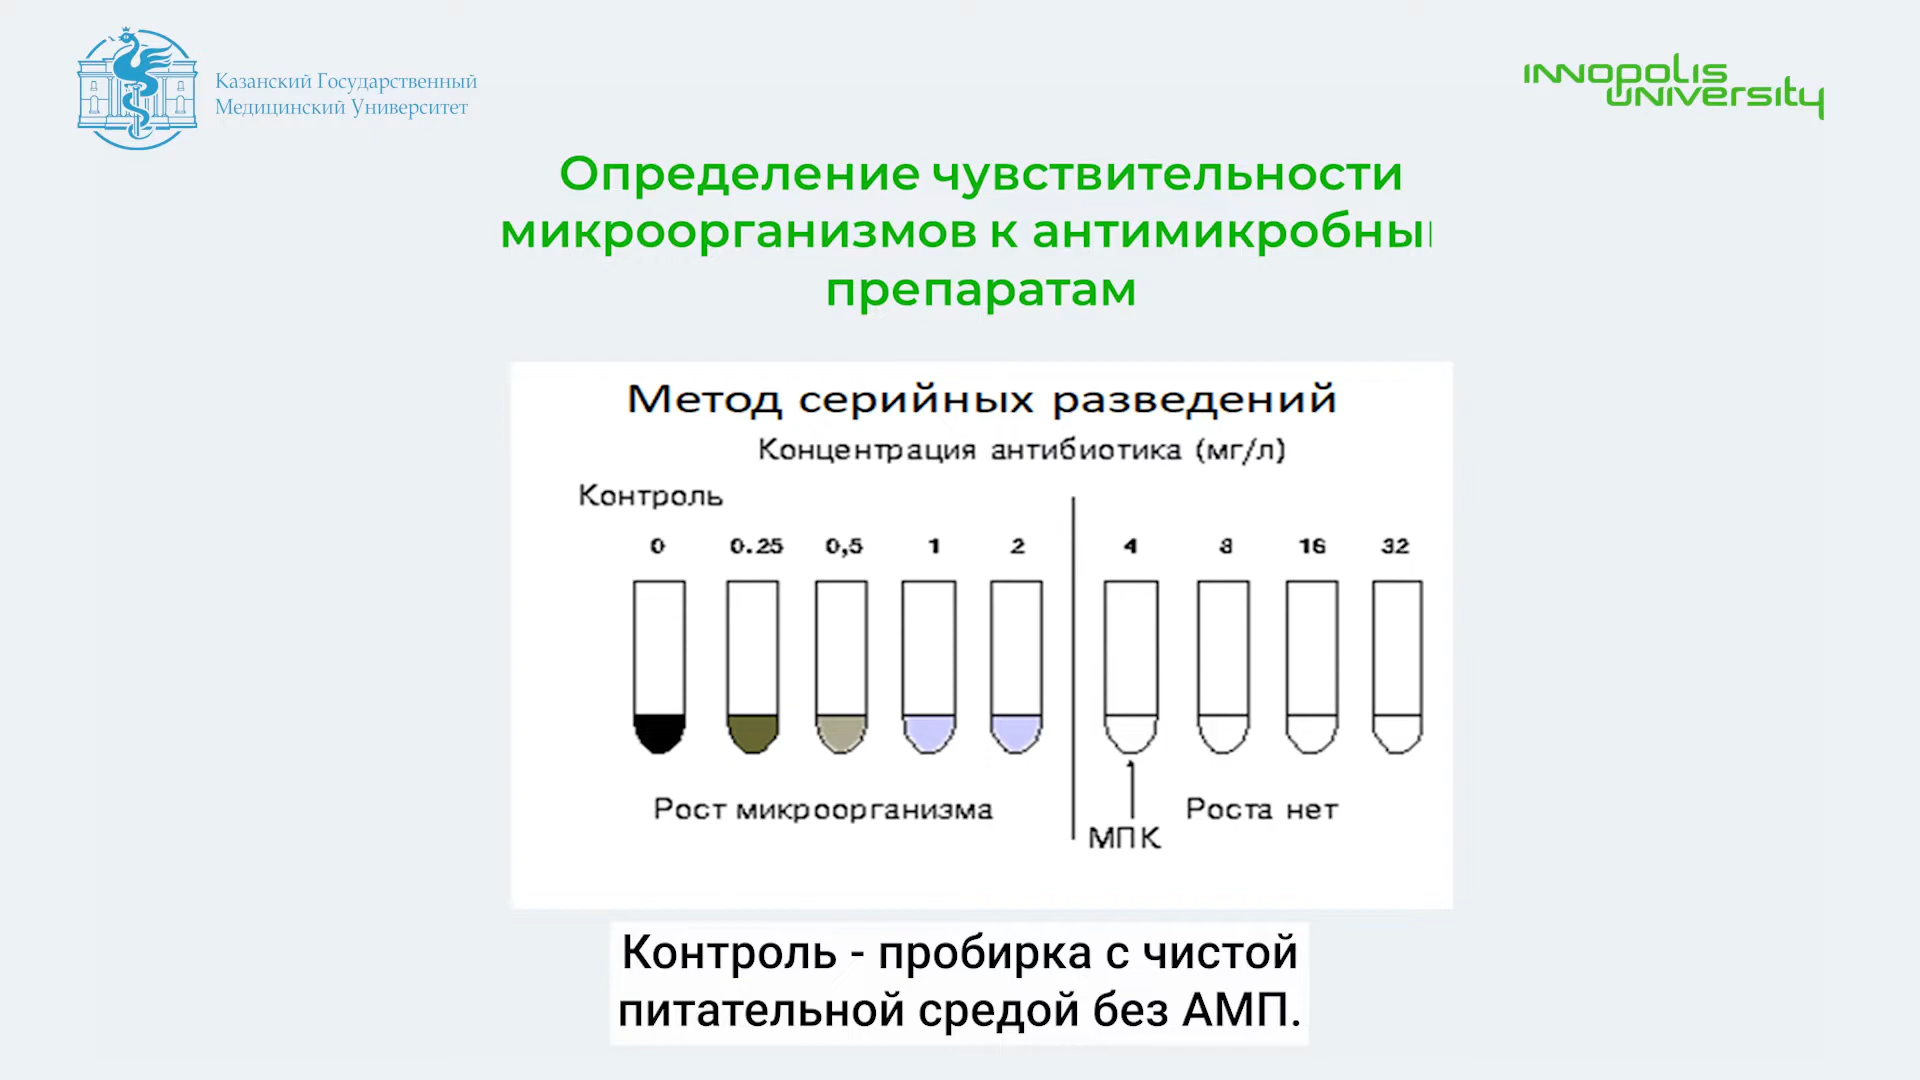 Казанский Государственный
Медицинский Университет
INNOPOLIS
UNIVERSITY
Определение чувствительности
микроорганизмов к антимикробны
препаратам
Метод серийных разведений
Концентрация антибиотика (мг/л)
Контроль
0 0.25 0,5 1 2 4 8 16 32
Рост микроорганизма
Роста нет
МПК
Контроль - пробирка с чистой
питательной средой без АМП.